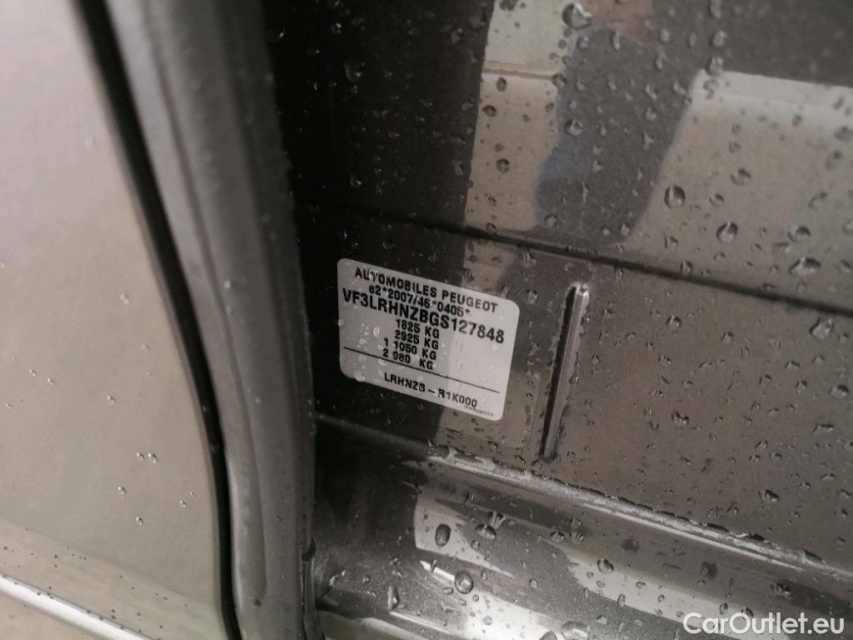 AUTOMOBILES PEUGEOT
e2*2007/46*0405*
VF3LRHNZBGS127848
1825 KG
2925 KG
1 1050 KG
2 980 KG
LRHNZB-R1K000
CarOutlet.eu